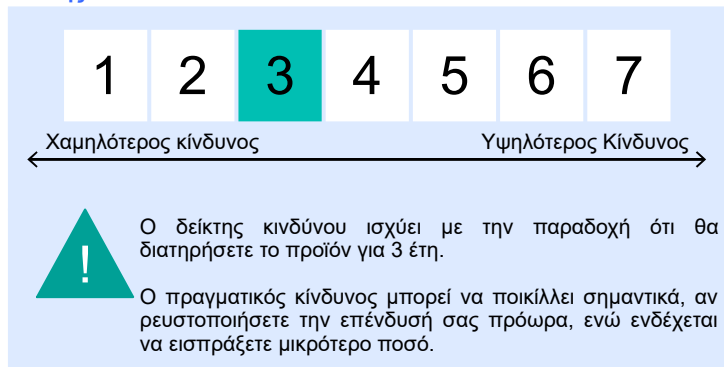 1 2 3 4 5 6 7
Χαμηλότερος κίνδυνος Υψηλότερος Κίνδυνος
!
Ο δείκτης κινδύνου ισχύει με την παραδοχή ότι θα
διατηρήσετε το προϊόν για 3 έτη.
Ο πραγματικός κίνδυνος μπορεί να ποικίλλει σημαντικά, αν
ρευστοποιήσετε την επένδυσή σας πρόωρα, ενώ ενδέχεται
να εισπράξετε μικρότερο ποσό.